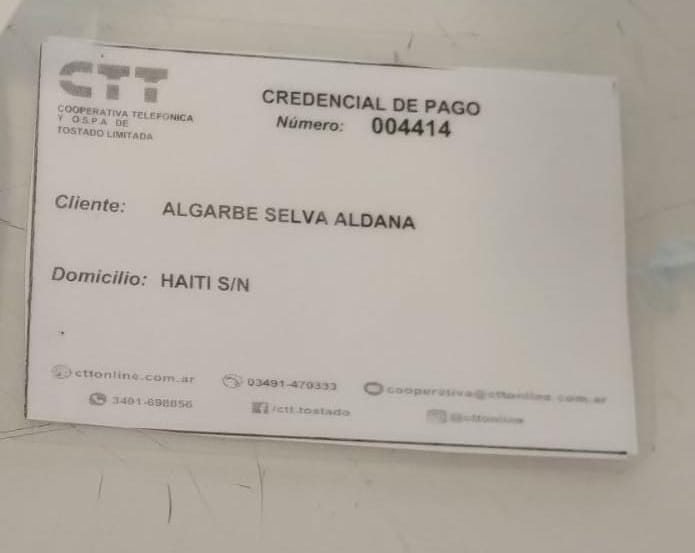 CTT
COOPERATIVA TELEFONICA
Y O.S.P.A DE
TOSTADO LIMITADA
CREDENCIAL DE PAGO
Número: 004414
Cliente: ALGARBE SELVA ALDANA
Domicilio: HAITI S/N
cttonline.com.ar 03491-470333 cooperativa@cttonline.com.ar
3491-698856 /ctt.tostado @cttonline